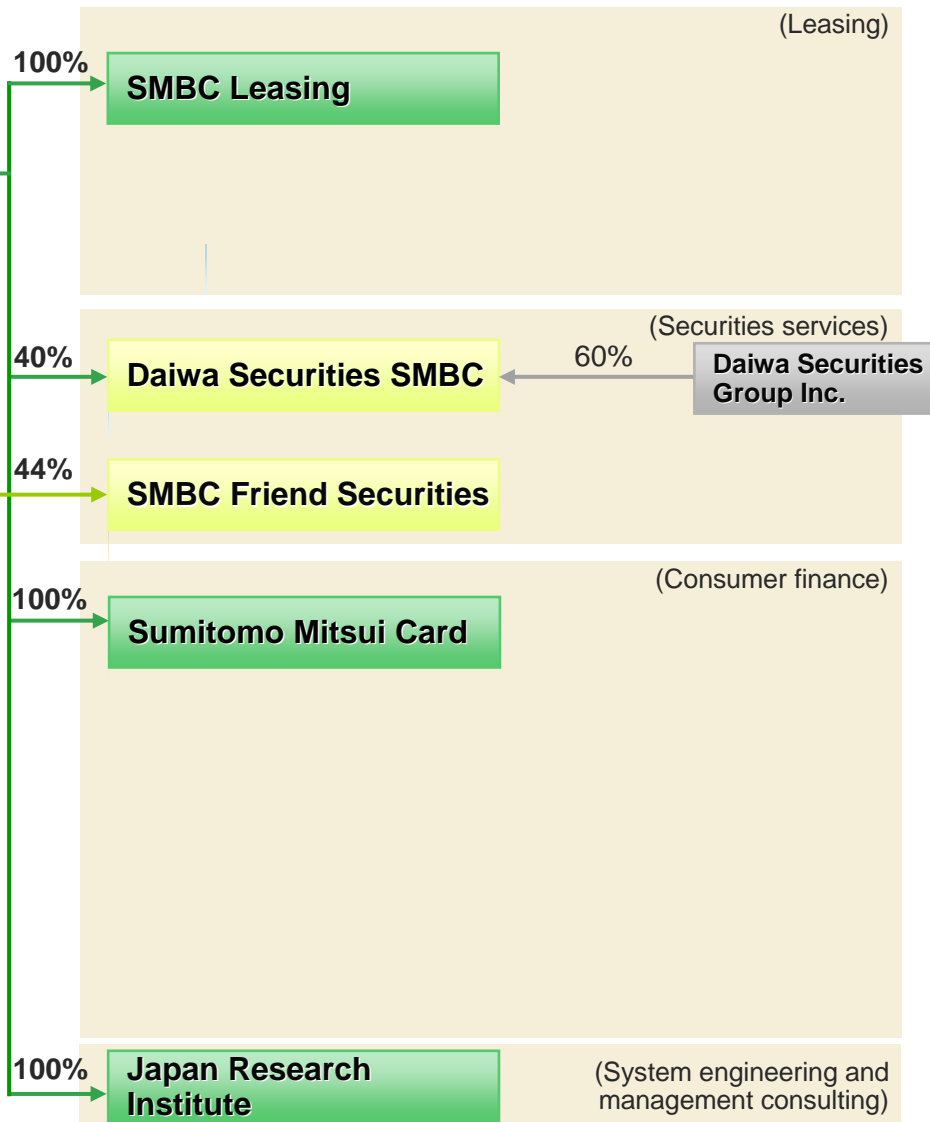 (Leasing)
100%
SMBC Leasing
(Securities services)
40%
Daiwa Securities SMBC
60%
Daiwa Securities
Group Inc.
44%
SMBC Friend Securities
(Consumer finance)
100%
Sumitomo Mitsui Card
100%
Japan Research
Institute
(System engineering and
management consulting)